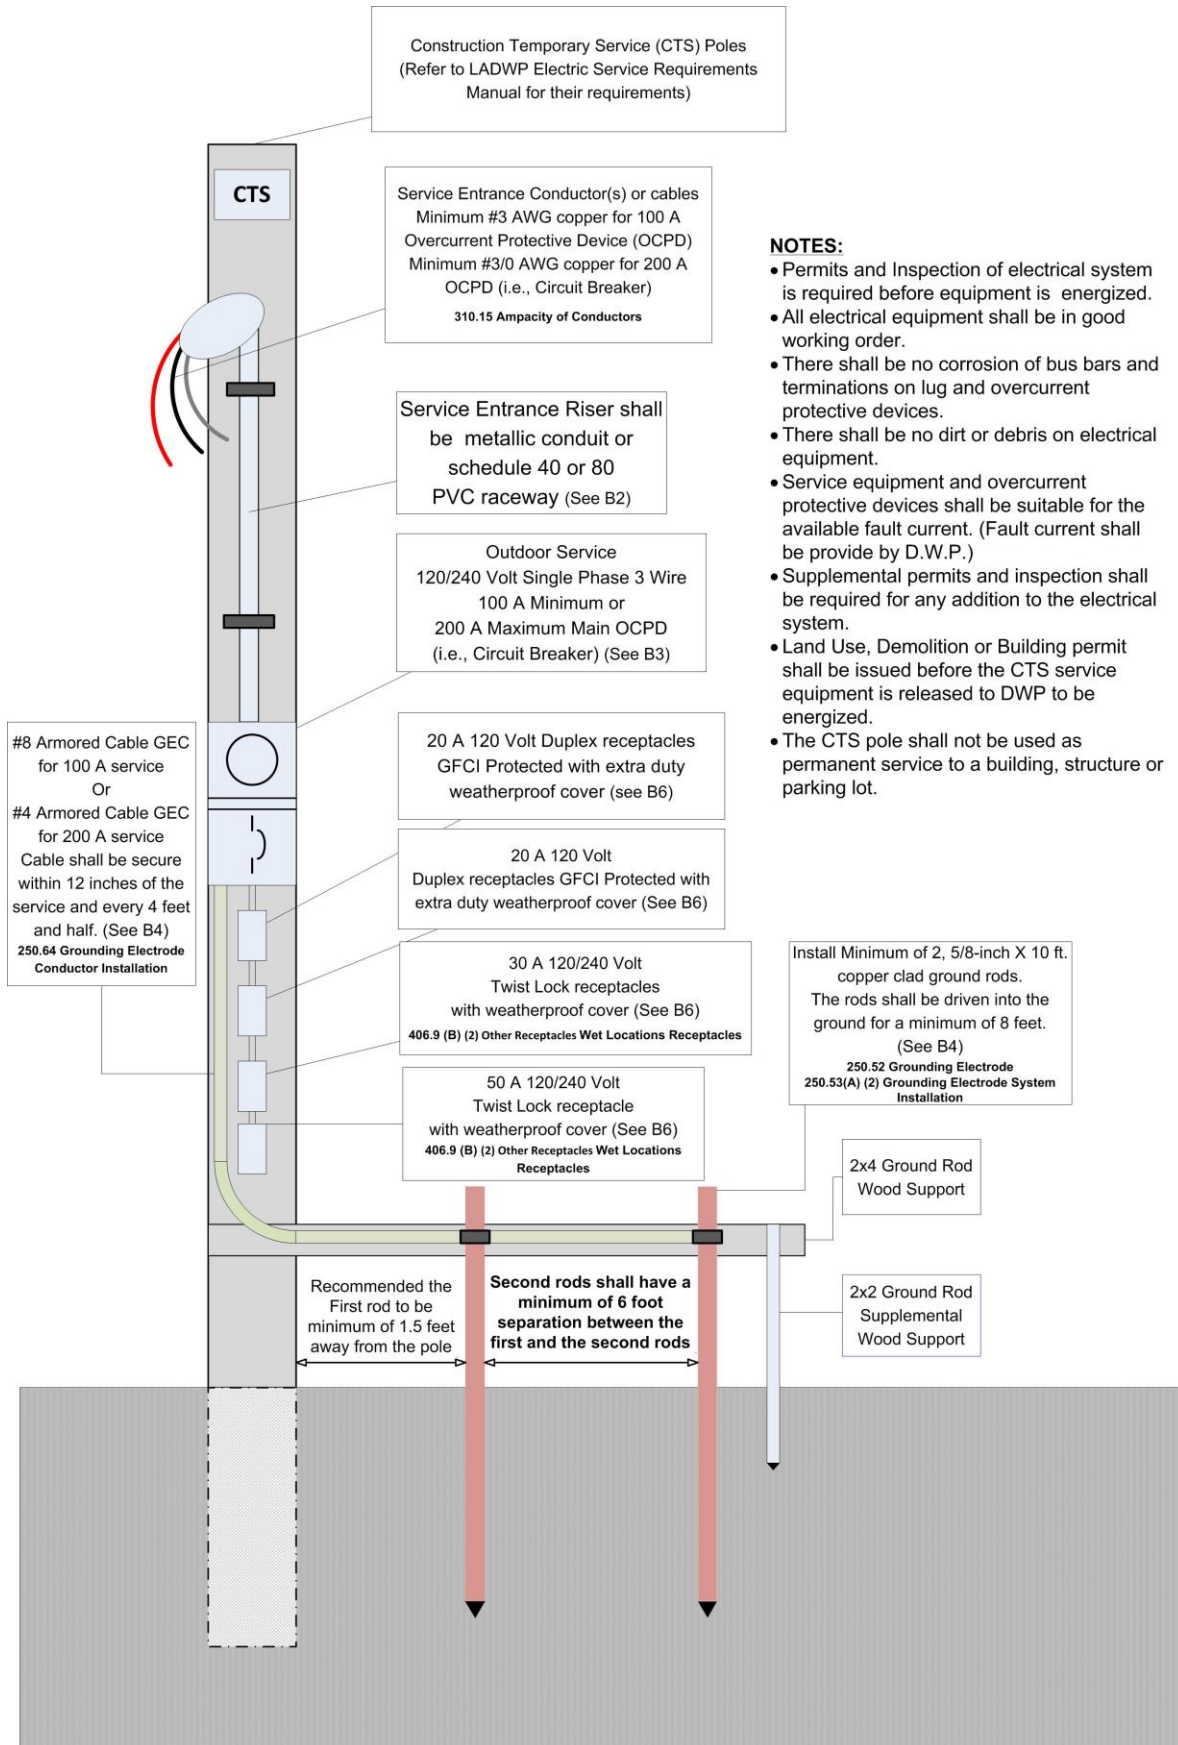 Construction Temporary Service (CTS) Poles
(Refer to LADWP Electric Service Requirements
Manual for their requirements)
CTS
Service Entrance Conductor(s) or cables
Minimum #3 AWG copper for 100 A
Overcurrent Protective Device (OCPD)
Minimum #3/0 AWG copper for 200 A
OCPD (i.e., Circuit Breaker)
310.15 Ampacity of Conductors
Service Entrance Riser shall
be metallic conduit or
schedule 40 or 80
PVC raceway (See B2)
Outdoor Service
120/240 Volt Single Phase 3 Wire
100 A Minimum or
200 A Maximum Main OCPD
(i.e., Circuit Breaker) (See B3)
NOTES:
• Permits and Inspection of electrical system
is required before equipment is energized.
• All electrical equipment shall be in good
working order.
• There shall be no corrosion of bus bars and
terminations on lug and overcurrent
protective devices.
• There shall be no dirt or debris on electrical
equipment.
• Service equipment and overcurrent
protective devices shall be suitable for the
available fault current. (Fault current shall
be provide by D.W.P.)
• Supplemental permits and inspection shall
be required for any addition to the electrical
system.
• Land Use, Demolition or Building permit
shall be issued before the CTS service
equipment is released to DWP to be
energized.
• The CTS pole shall not be used as
permanent service to a building, structure or
parking lot.
#8 Armored Cable GEC
for 100 A service
Or
#4 Armored Cable GEC
for 200 A service
Cable shall be secure
within 12 inches of the
service and every 4 feet
and half. (See B4)
250.64 Grounding Electrode
Conductor Installation
20 A 120 Volt Duplex receptacles
GFCI Protected with extra duty
weatherproof cover (see B6)
20 A 120 Volt
Duplex receptacles GFCI Protected with
extra duty weatherproof cover (See B6)
30 A 120/240 Volt
Twist Lock receptacles
with weatherproof cover (See B6)
406.9 (B) (2) Other Receptacles Wet Locations Receptacles
50 A 120/240 Volt
Twist Lock receptacle
with weatherproof cover (See B6)
406.9 (B) (2) Other Receptacles Wet Locations
Receptacles
Install Minimum of 2, 5/8-inch X 10 ft.
copper clad ground rods.
The rods shall be driven into the
ground for a minimum of 8 feet.
(See B4)
250.52 Grounding Electrode
250.53(A) (2) Grounding Electrode System
Installation
2x4 Ground Rod
Wood Support
2x2 Ground Rod
Supplemental
Wood Support
Recommended the
First rod to be
minimum of 1.5 feet
away from the pole
Second rods shall have a
minimum of 6 foot
separation between the
first and the second rods